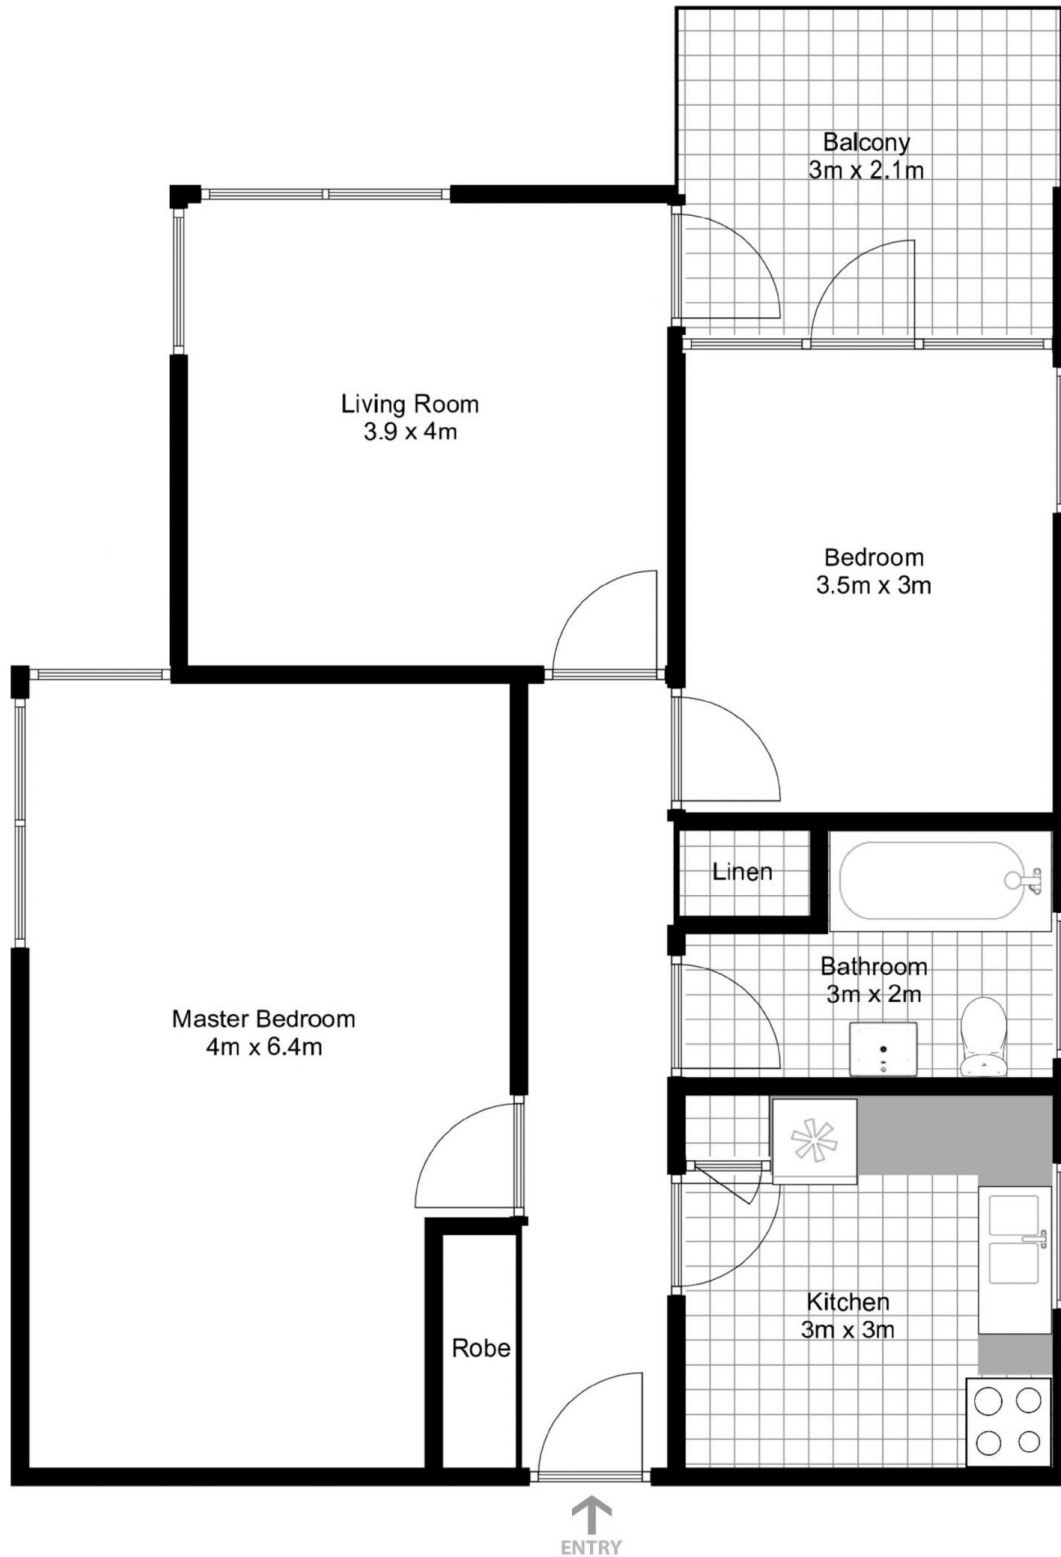 Balcony
3m x 2.1m
Living Room
3.9 x 4m
Bedroom
3.5m x 3m
Linen
Bathroom
3m x 2m
Master Bedroom
4m x 6.4m
Kitchen
3m x 3m
Robe
ENTRY